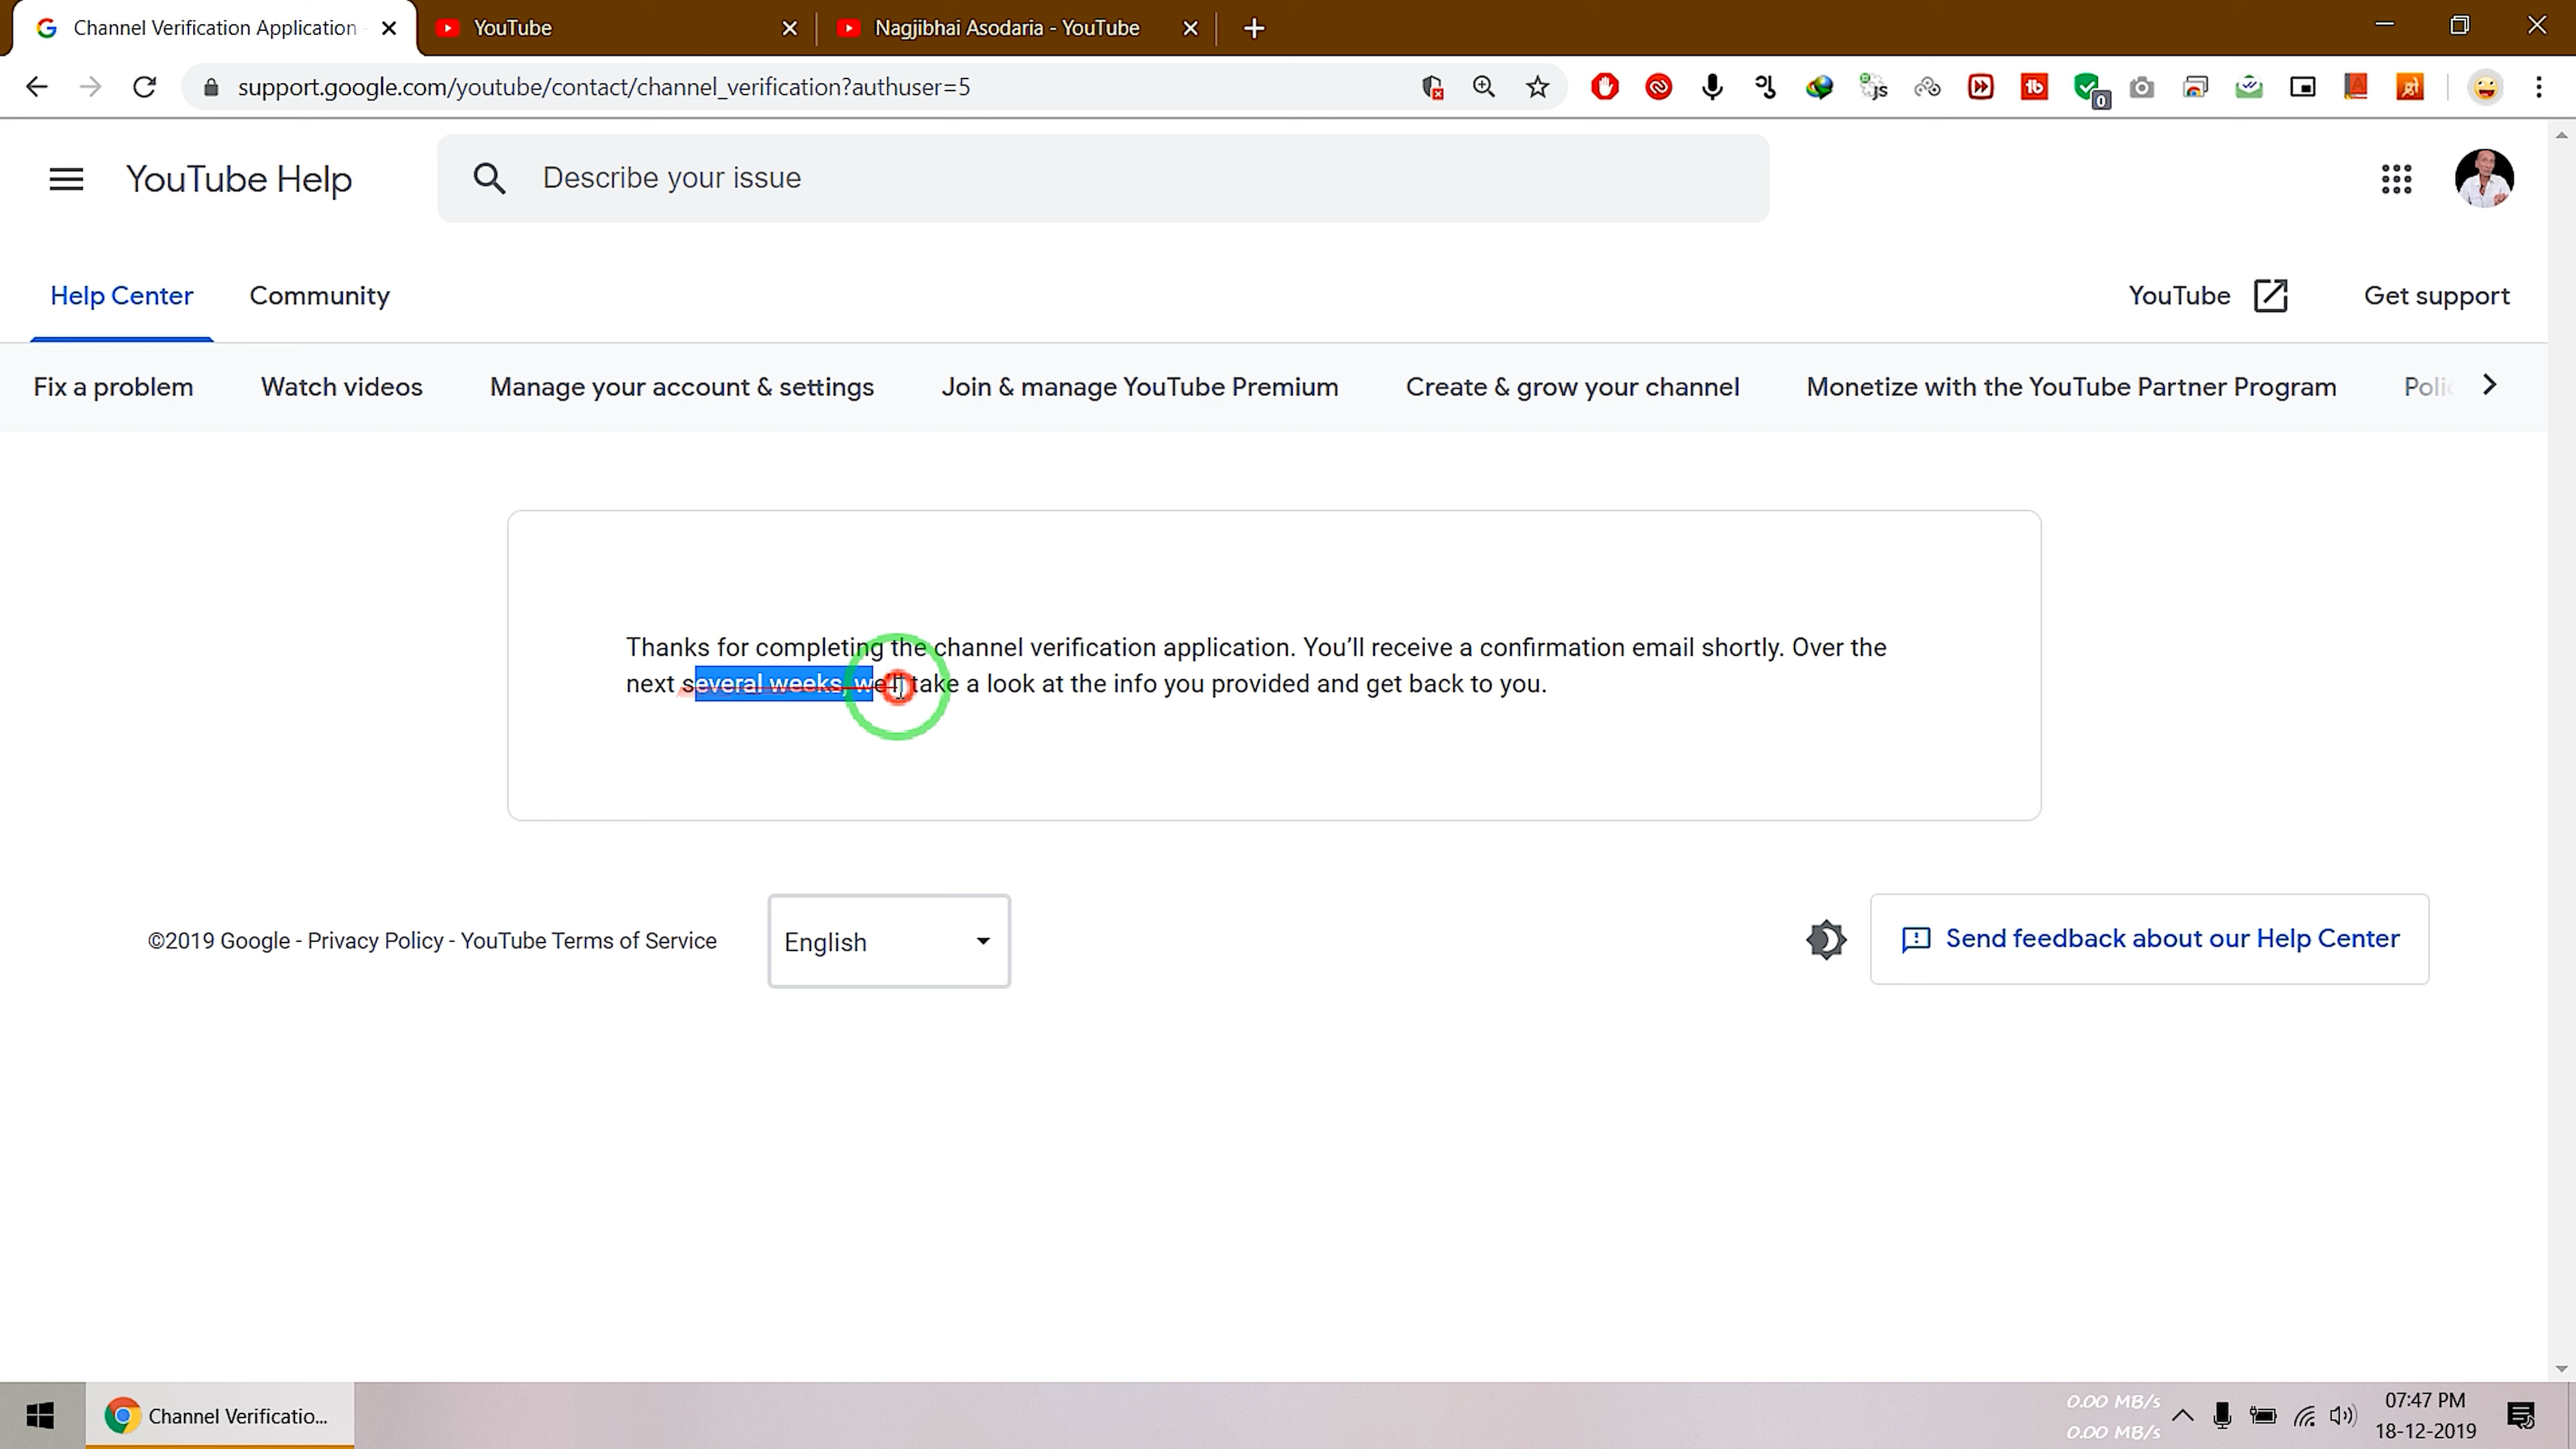 Channel Verification Application
YouTube
Nagjibhai Asodaria - YouTube
support.google.com/youtube/contact/channel_verification?authuser=5
YouTube Help
Describe your issue
Help Center
Community
YouTube
Get support
Fix a problem
Watch videos
Manage your account & settings
Join & manage YouTube Premium
Create & grow your channel
Monetize with the YouTube Partner Program
Thanks for completing the channel verification application. You’ll receive a confirmation email shortly. Over the
next several weeks, we'll take a look at the info you provided and get back to you.
©2019 Google - Privacy Policy - YouTube Terms of Service
English
Send feedback about our Help Center
Channel Verificatio...
0.00 MB/s
0.00 MB/s
07:47 PM
18-12-2019